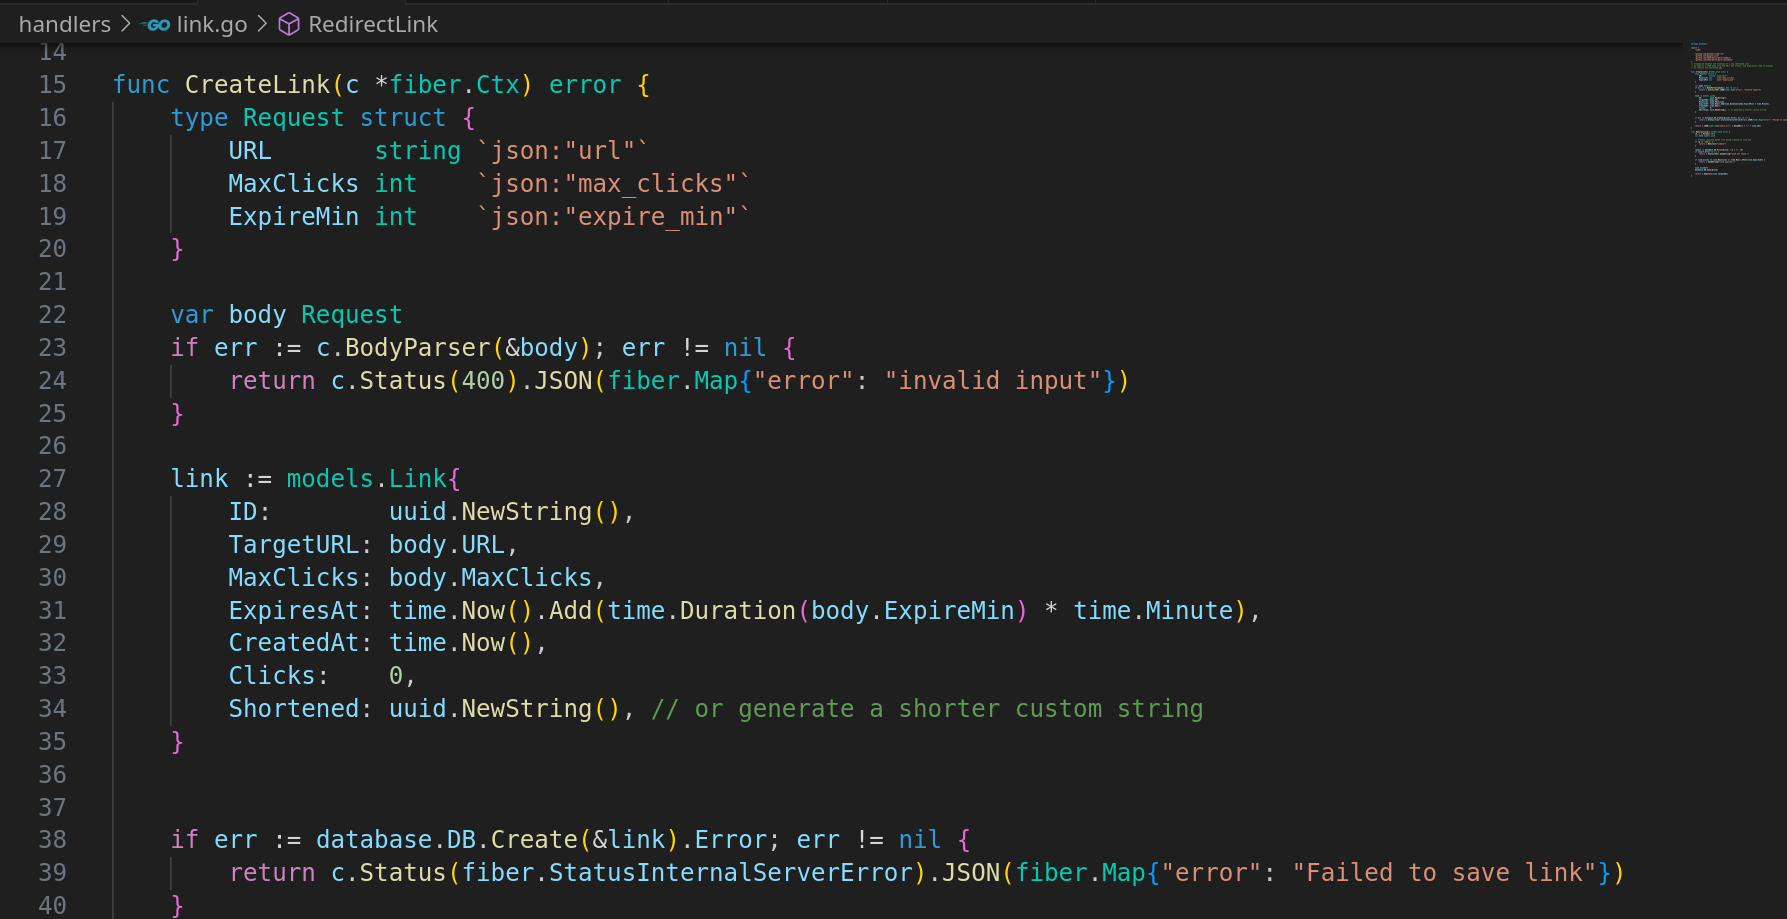 handlers > GO link.go > RedirectLink
14
15 func CreateLink(c *fiber.Ctx) error {
16     type Request struct {
17         URL       string `json:"url"`
18         MaxClicks int    `json:"max_clicks"`
19         ExpireMin int    `json:"expire_min"`
20     }
21
22     var body Request
23     if err := c.BodyParser(&body); err != nil {
24         return c.Status(400).JSON(fiber.Map{"error": "invalid input"})
25     }
26
27     link := models.Link{
28         ID:        uuid.NewString(),
29         TargetURL: body.URL,
30         MaxClicks: body.MaxClicks,
31         ExpiresAt: time.Now().Add(time.Duration(body.ExpireMin) * time.Minute),
32         CreatedAt: time.Now(),
33         Clicks:    0,
34         Shortened: uuid.NewString(), // or generate a shorter custom string
35     }
36
37
38     if err := database.DB.Create(&link).Error; err != nil {
39         return c.Status(fiber.StatusInternalServerError).JSON(fiber.Map{"error": "Failed to save link"})
40     }